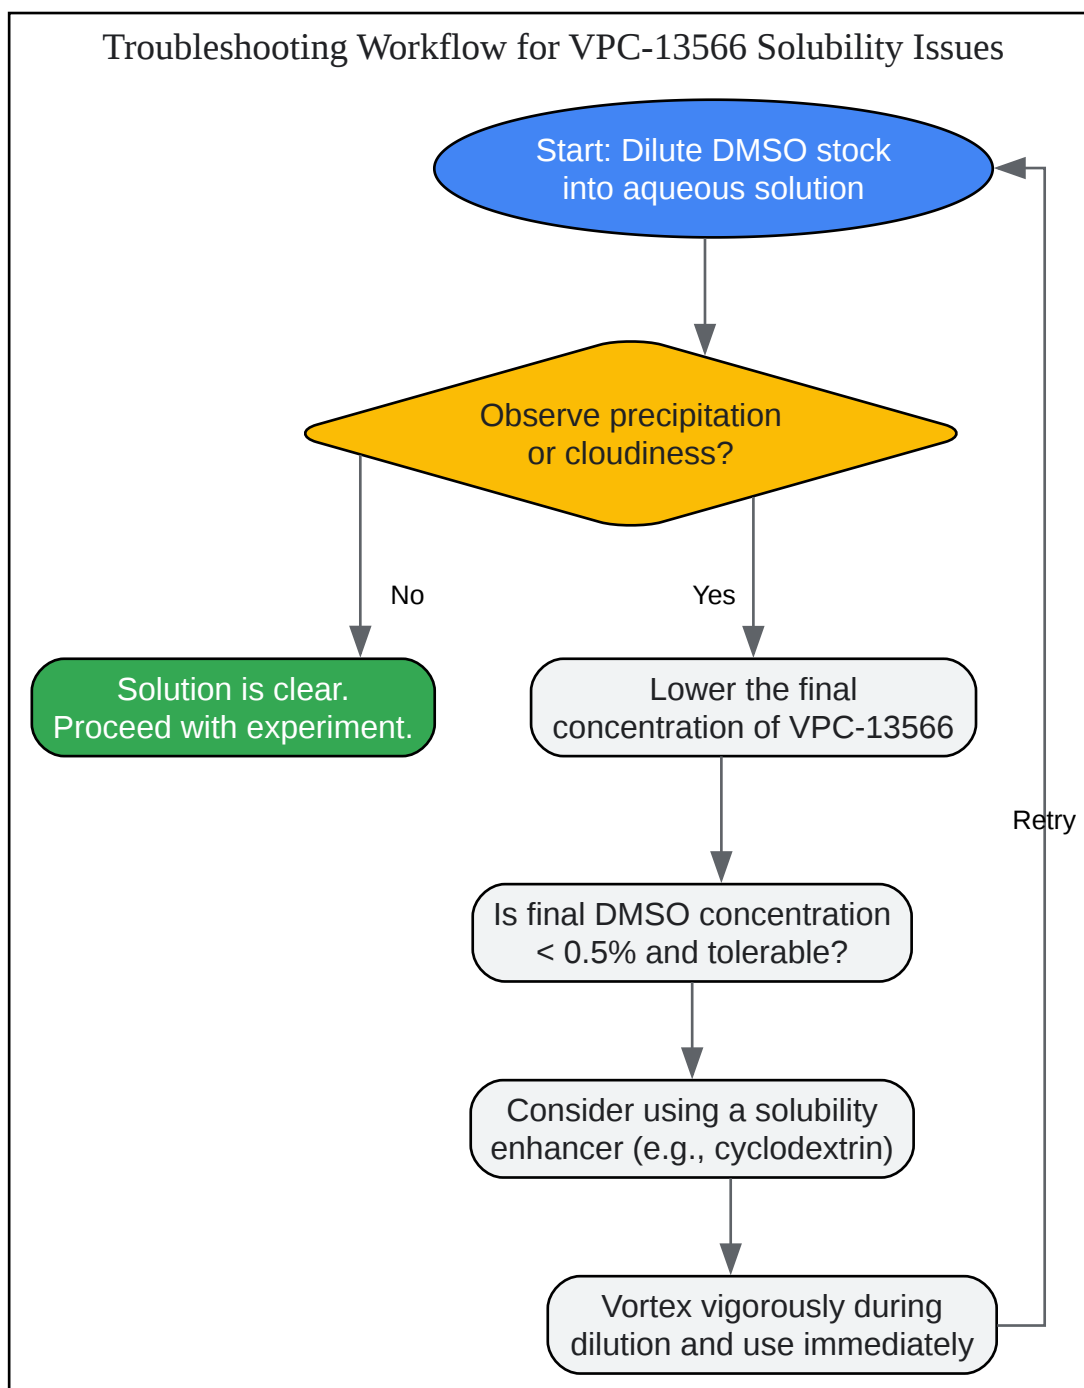 Troubleshooting Workflow for VPC-13566 Solubility Issues
Start: Dilute DMSO stock
into aqueous solution
Observe precipitation
or cloudiness?
No
Yes
Solution is clear.
Proceed with experiment.
Lower the final
concentration of VPC-13566
Retry
Is final DMSO concentration
< 0.5% and tolerable?
Consider using a solubility
enhancer (e.g., cyclodextrin)
Vortex vigorously during
dilution and use immediately